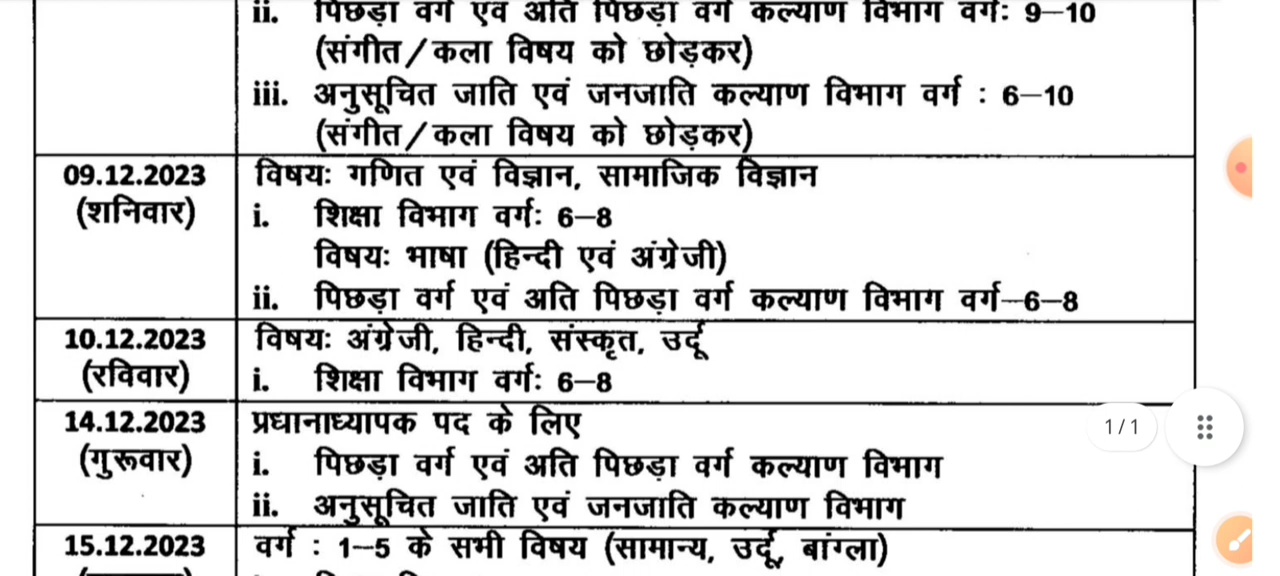 ii. पिछड़ा वर्ग एवं अति पिछड़ा वर्ग कल्याण विभाग वर्गः 9–10
(संगीत/कला विषय को छोड़कर)
iii. अनुसूचित जाति एवं जनजाति कल्याण विभाग वर्ग : 6–10
(संगीत/कला विषय को छोड़कर)
09.12.2023 विषयः गणित एवं विज्ञान, सामाजिक विज्ञान
(शनिवार) i. शिक्षा विभाग वर्गः 6–8
विषयः भाषा (हिन्दी एवं अंग्रेजी)
ii. पिछड़ा वर्ग एवं अति पिछड़ा वर्ग कल्याण विभाग वर्ग–6–8
10.12.2023 विषयः अंग्रेजी, हिन्दी, संस्कृत, उर्दू
(रविवार) i. शिक्षा विभाग वर्गः 6–8
14.12.2023 प्रधानाध्यापक पद के लिए
1/1
(गुरूवार) i. पिछड़ा वर्ग एवं अति पिछड़ा वर्ग कल्याण विभाग
ii. अनुसूचित जाति एवं जनजाति कल्याण विभाग
15.12.2023 वर्ग : 1–5 के सभी विषय (सामान्य, उर्दू, बांग्ला)